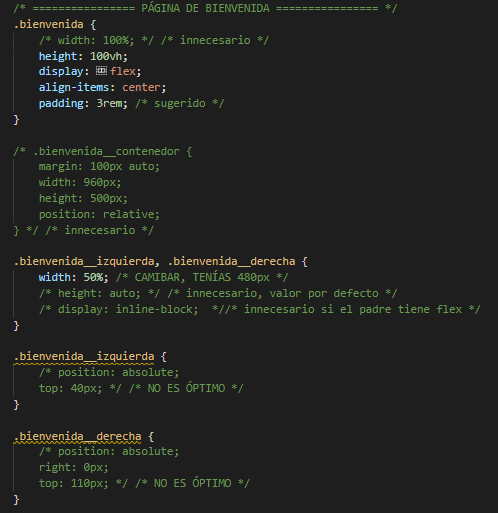 /* ================ PÁGINA DE BIENVENIDA ================ */
.bienvenida {
    /* width: 100%; */ /* innecesario */
    height: 100vh;
    display: flex;
    align-items: center;
    padding: 3rem; /* sugerido */
}

/* .bienvenida__contenedor {
    margin: 100px auto;
    width: 960px;
    height: 500px;
    position: relative;
} */ /* innecesario */

.bienvenida__izquierda, .bienvenida__derecha {
    width: 50%; /* CAMIBAR, TENÍAS 480px */
    /* height: auto; */ /* innecesario, valor por defecto */
    /* display: inline-block;  *//* innecesario si el padre tiene flex */
}

.bienvenida__izquierda {
    /* position: absolute;
    top: 40px; */ /* NO ES ÓPTIMO */
}

.bienvenida__derecha {
    /* position: absolute;
    right: 0px;
    top: 110px; */ /* NO ES ÓPTIMO */
}